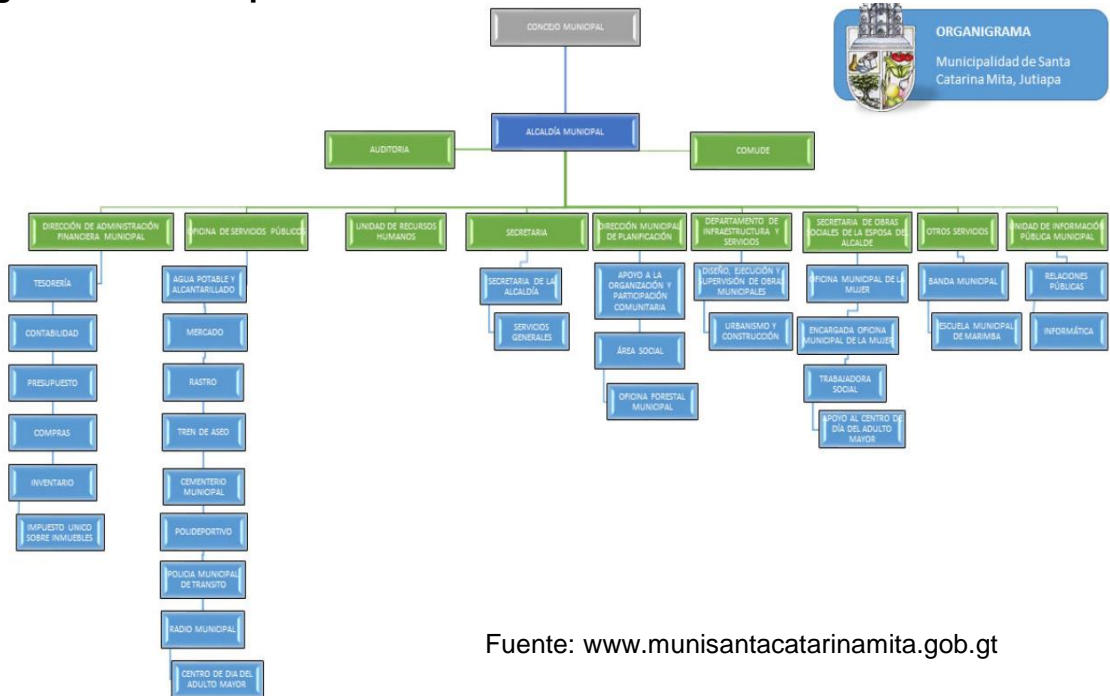 CONCEJO MUNICIPAL
ORGANIGRAMA
Municipalidad de Santa
Catarina Mita, Jutiapa
ALCALDÍA MUNICIPAL
AUDITORIA
COMUDE
DIRECCIÓN DE ADMINISTRACIÓN
FINANCIERA MUNICIPAL
OFICINA DE SERVICIOS PÚBLICOS
UNIDAD DE RECURSOS
HUMANOS
SECRETARIA
DIRECCIÓN MUNICIPAL
DE PLANIFICACIÓN
DEPARTAMENTO DE
INFRAESTRUCTURA Y
SERVICIOS
SECRETARIA DE OBRAS
SOCIALES DE LA ESPOSA DEL
ALCALDE
OTROS SERVICIOS
UNIDAD DE INFORMACIÓN
PÚBLICA MUNICIPAL
TESORERÍA
CONTABILIDAD
PRESUPUESTO
COMPRAS
INVENTARIO
IMPUESTO UNICO
SOBRE INMUEBLES
AGUA POTABLE Y
ALCANTARILLADO
MERCADO
RASTRO
TREN DE ASEO
CEMENTERIO
MUNICIPAL
POLIDEPORTIVO
POLICIA MUNICIPAL
DE TRANSITO
RADIO MUNICIPAL
CENTRO DE DIA DEL
ADULTO MAYOR
SECRETARIA DE LA
ALCALDÍA
SERVICIOS
GENERALES
APOYO A LA
ORGANIZACIÓN Y
PARTICIPACIÓN
COMUNITARIA
ÁREA SOCIAL
OFICINA FORESTAL
MUNICIPAL
DISEÑO, EJECUCIÓN Y
SUPERVISIÓN DE OBRAS
MUNICIPALES
URBANISMO Y
CONSTRUCCIÓN
OFICINA MUNICIPAL DE LA
MUJER
ENCARGADA OFICINA
MUNICIPAL DE LA MUJER
TRABAJADORA
SOCIAL
APOYO AL CENTRO DE
DÍA DEL ADULTO
MAYOR
BANDA MUNICIPAL
ESCUELA MUNICIPAL
DE MARIMBA
RELACIONES
PÚBLICAS
INFORMÁTICA
Fuente: www.munisantacatarinamita.gob.gt